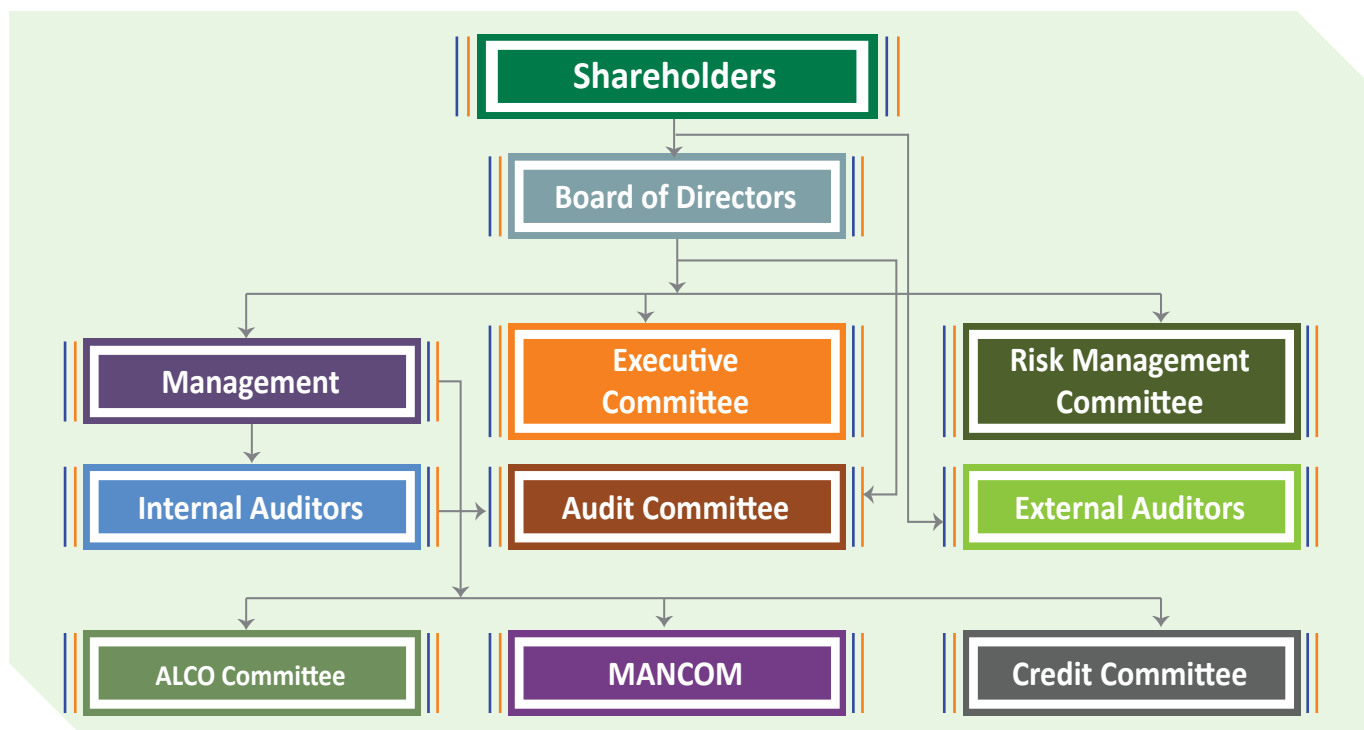 Shareholders
Board of Directors
Management
Executive
Committee
Risk Management
Committee
Internal Auditors
Audit Committee
External Auditors
ALCO Committee
MANCOM
Credit Committee